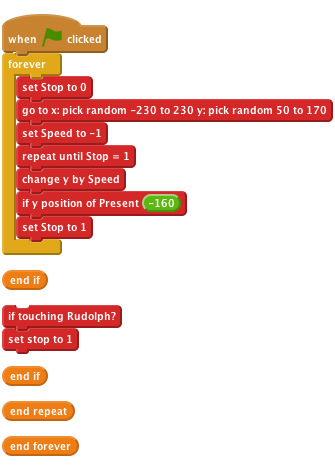 when clicked
forever
set Stop to 0
go to x: pick random -230 to 230 y: pick random 50 to 170
set Speed to -1
repeat until Stop = 1
change y by Speed
if y position of Present -160
set Stop to 1
end if
if touching Rudolph?
set stop to 1
end if
end repeat
end forever